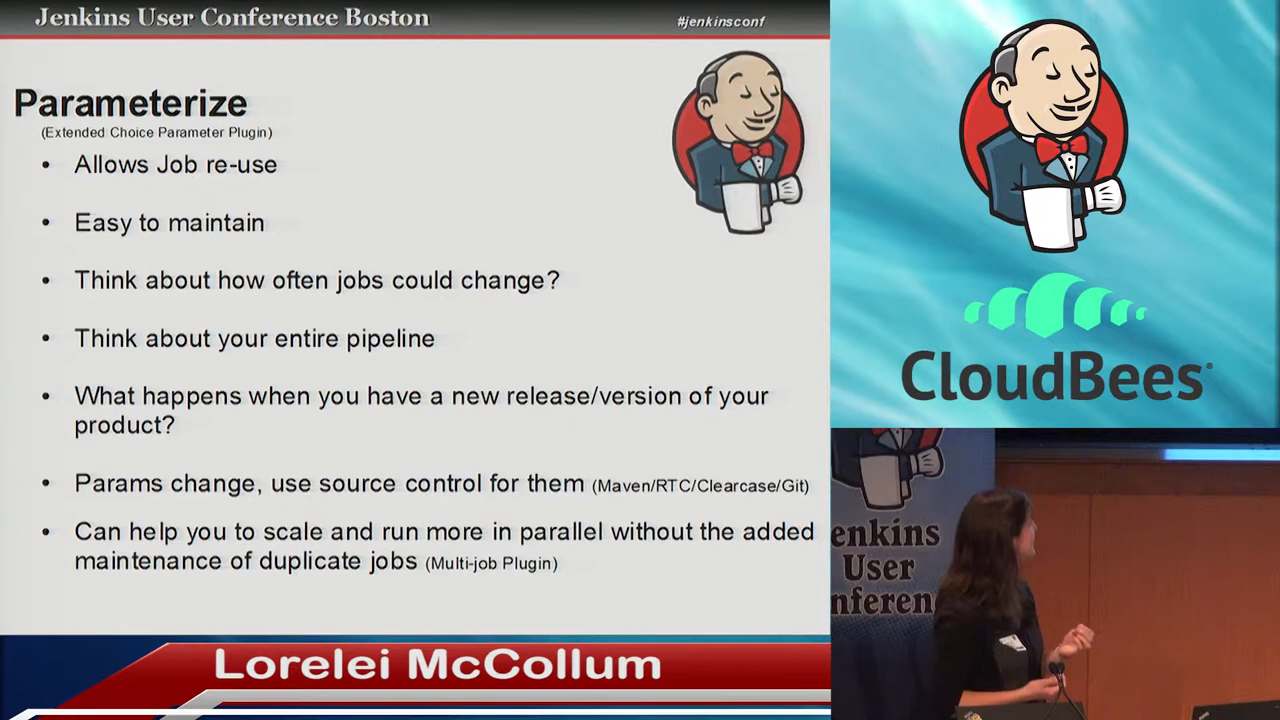 Jenkins User Conference Boston
#jenkinsconf
Parameterize
(Extended Choice Parameter Plugin)
• Allows Job re-use
• Easy to maintain
• Think about how often jobs could change?
• Think about your entire pipeline
• What happens when you have a new release/version of your
product?
• Params change, use source control for them (Maven/RTC/Clearcase/Git)
• Can help you to scale and run more in parallel without the added
maintenance of duplicate jobs (Multi-job Plugin)
Lorelei McCollum
CloudBees
enkins
User
nferen